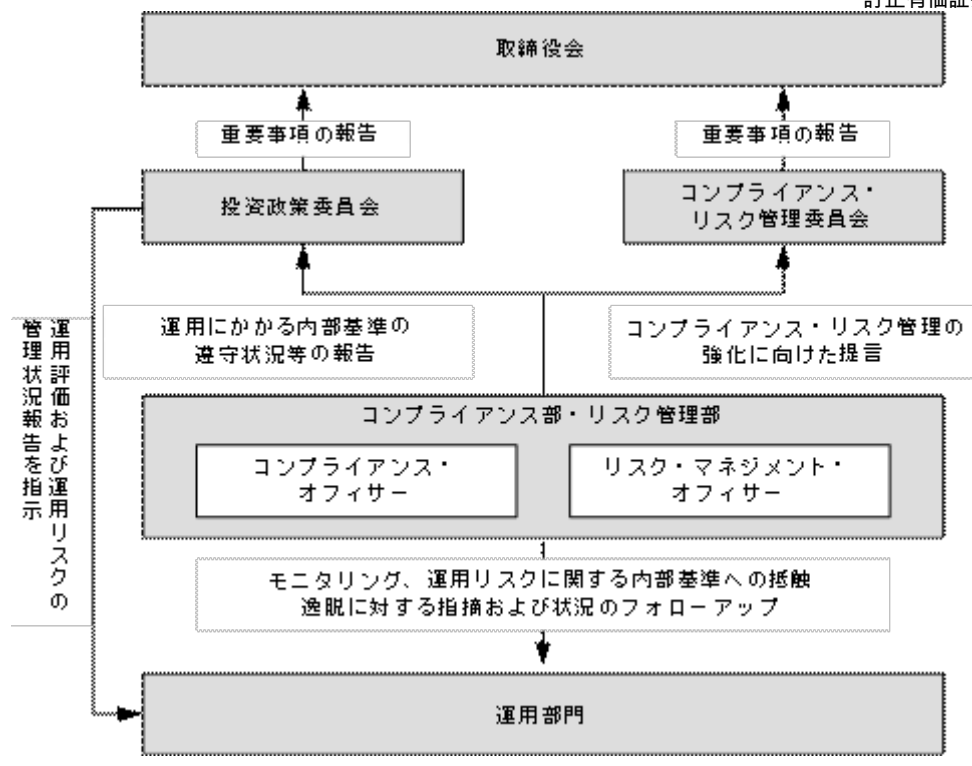 取締役会
重要事項の報告
重要事項の報告
投資政策委員会
コンプライアンス・
リスク管理委員会
運用にかかる内部基準の
遵守状況等の報告
コンプライアンス・リスク管理の
強化に向けた提言
運用評価および運用リスクの
管理状況報告を指示
コンプライアンス部・リスク管理部
コンプライアンス・
オフィサー
リスク・マネジメント・
オフィサー
モニタリング、運用リスクに関する内部基準への抵触
逸脱に対する指摘および状況のフォローアップ
運用部門